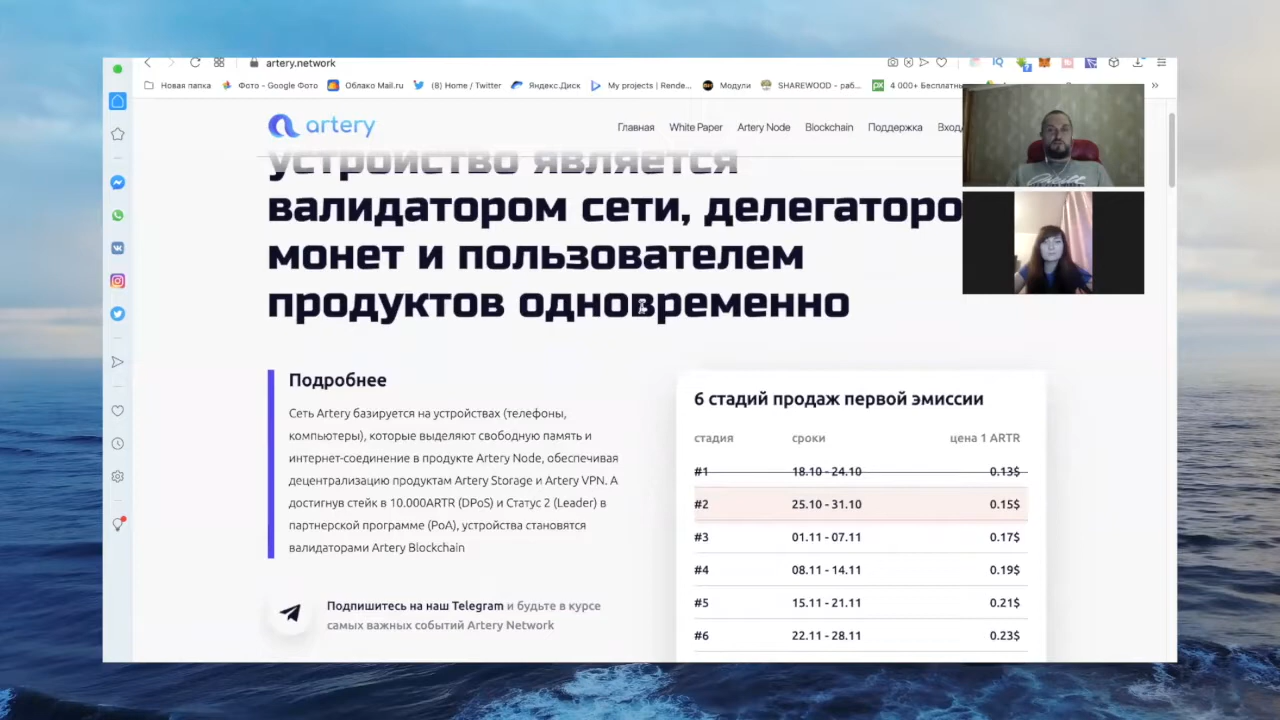 artery.network
Новая папка
Фото - Google Фото
Облако Mail.ru
(8) Home / Twitter
Яндекс.Диск
My projects | Rende...
Модули
SHAREWOOD - раб...
4 000+ Бесплатны
artery
Главная
White Paper
Artery Node
Blockchain
Поддержка
Вход
устройство является
валидатором сети, делегаторо
монет и пользователем
продуктов одновременно
Подробнее
Сеть Artery базируется на устройствах (телефоны,
компьютеры), которые выделяют свободную память и
интернет-соединение в продукте Artery Node, обеспечивая
децентрализацию продуктам Artery Storage и Artery VPN. А
достигнув стейк в 10.000ARTR (DPoS) и Статус 2 (Leader) в
партнерской программе (PoA), устройства становятся
валидаторами Artery Blockchain
Подпишитесь на наш Telegram и будьте в курсе
самых важных событий Artery Network
6 стадий продаж первой эмиссии
стадия сроки цена 1 ARTR
#1 18.10 - 24.10 0.13$
#2 25.10 - 31.10 0.15$
#3 01.11 - 07.11 0.17$
#4 08.11 - 14.11 0.19$
#5 15.11 - 21.11 0.21$
#6 22.11 - 28.11 0.23$